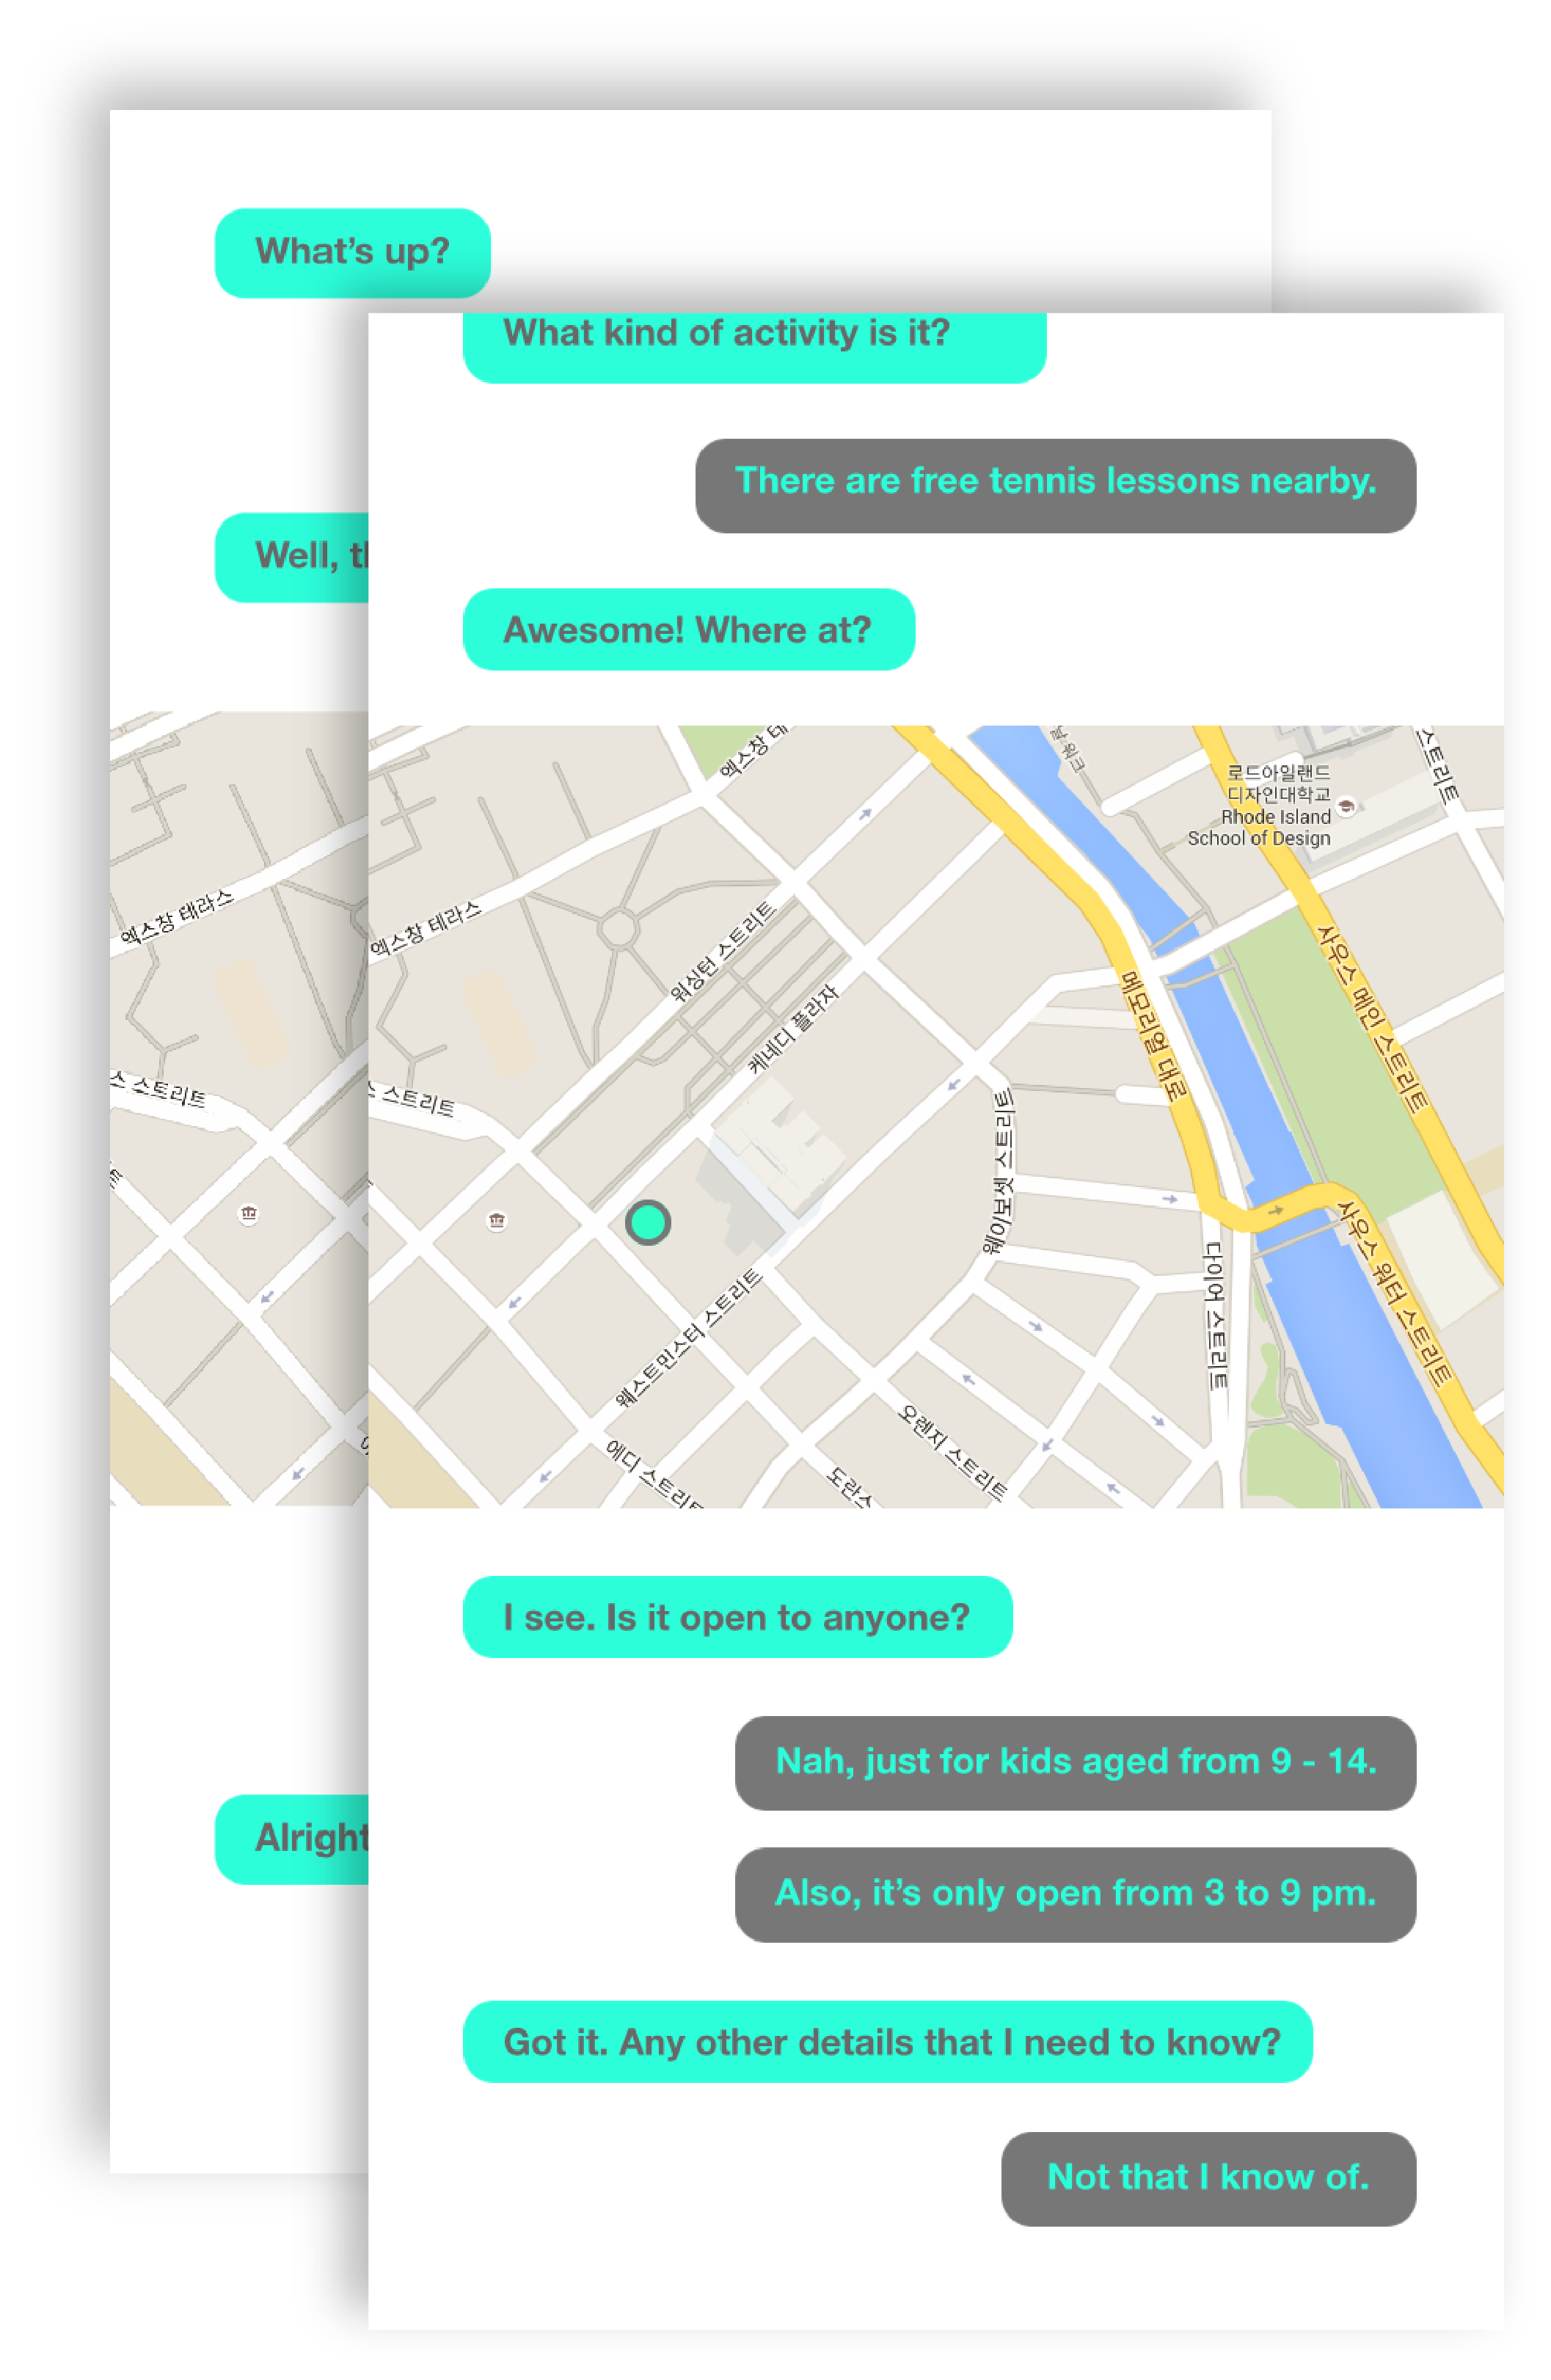 What's up?
Well,
엑스창 테라스
스 스트리트
Alright
What kind of activity is it?
There are free tennis lessons nearby.
Awesome! Where at?
엑스창 테
로드아일랜드
디자인대학교
Rhode Island
School of Design
스트리트
엑스창 테라스
워싱턴 스트리트
케네디 플라자
메모리얼 대로
사우스 메인 스트리트
스 스트리트
웨이보셋 스트리트
사우스 워터 스트리트
다이어 스트리트
웨스트민스터 스트리트
에디 스트리트
오렌지 스트리트
도란스
I see. Is it open to anyone?
Nah, just for kids aged from 9 - 14.
Also, it's only open from 3 to 9 pm.
Got it. Any other details that I need to know?
Not that I know of.